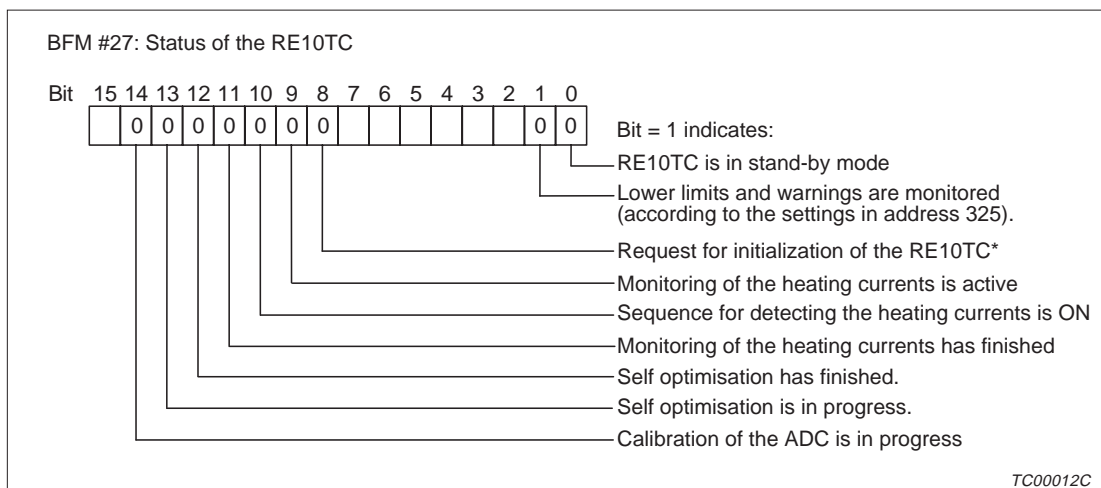 BFM #27: Status of the RE10TC
Bit 15 14 13 12 11 10 9 8 7 6 5 4 3 2 1 0
0 0 0 0 0 0 0 0 0
Bit = 1 indicates:
RE10TC is in stand-by mode
Lower limits and warnings are monitored
(according to the settings in address 325).
Request for initialization of the RE10TC*
Monitoring of the heating currents is active
Sequence for detecting the heating currents is ON
Monitoring of the heating currents has finished
Self optimisation has finished.
Self optimisation is in progress.
Calibration of the ADC is in progress
TC00012C